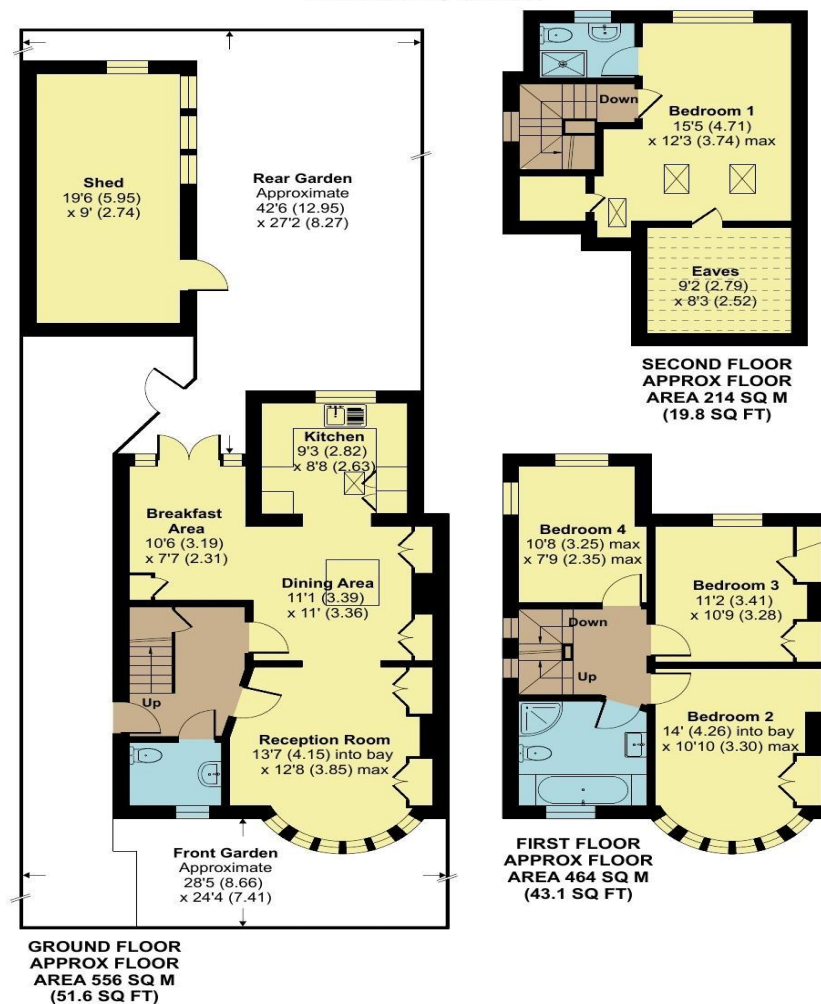 Shed
19'6 (5.95)
x 9' (2.74)
Rear Garden
Approximate
42'6 (12.95)
x 27'2 (8.27)
Kitchen
9'3 (2.82)
x 8'8 (2.63)
Breakfast
Area
10'6 (3.19)
x 7'7 (2.31)
Dining Area
11'1 (3.39)
x 11' (3.36)
Up
Reception Room
13'7 (4.15) into bay
x 12'8 (3.85) max
Front Garden
Approximate
28'5 (8.66)
x 24'4 (7.41)
GROUND FLOOR
APPROX FLOOR
AREA 556 SQ M
(51.6 SQ FT)
Down
Bedroom 1
15'5 (4.71)
x 12'3 (3.74) max
Eaves
9'2 (2.79)
x 8'3 (2.52)
SECOND FLOOR
APPROX FLOOR
AREA 214 SQ M
(19.8 SQ FT)
Bedroom 4
10'8 (3.25) max
x 7'9 (2.35) max
Bedroom 3
11'2 (3.41)
x 10'9 (3.28)
Down
Up
Bedroom 2
14' (4.26) into bay
x 10'10 (3.30) max
FIRST FLOOR
APPROX FLOOR
AREA 464 SQ M
(43.1 SQ FT)